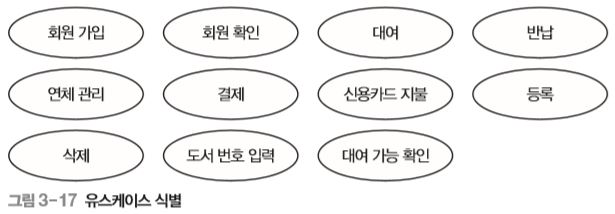 회원 가입 회원 확인 대여 반납
연체 관리 결제 신용카드 지불 등록
삭제 도서 번호 입력 대여 가능 확인
그림 3-17 유스케이스 식별